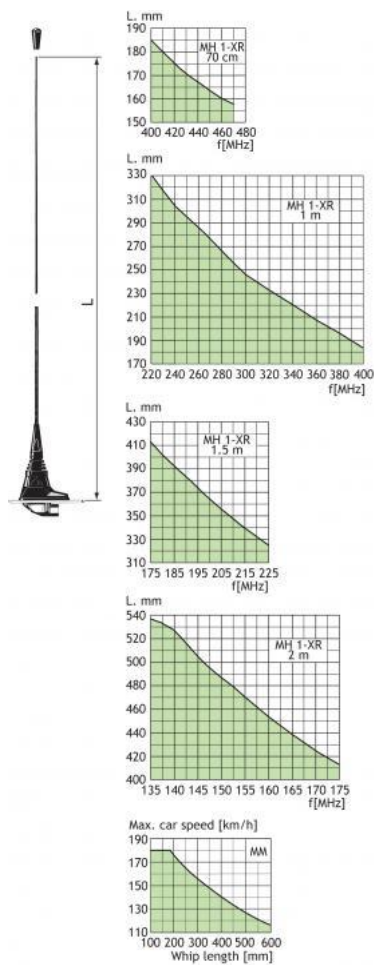 L. mm
190
180
170
160
150
MH 1-XR
70 cm
400 420 440 460 480
f[MHz]
L. mm
330
310
290
270
250
230
210
190
170
MH 1-XR
1 m
220 240 260 280 300 320 340 360 380 400
f[MHz]
L
L. mm
430
410
390
370
350
330
310
MH 1-XR
1.5 m
175 185 195 205 215 225
f[MHz]
L. mm
540
520
500
480
460
440
420
400
MH 1-XR
2 m
135 140 145 150 155 160 165 170 175
f[MHz]
Max. car speed [km/h]
190
170
150
130
110
MM
100 200 300 400 500 600
Whip length [mm]